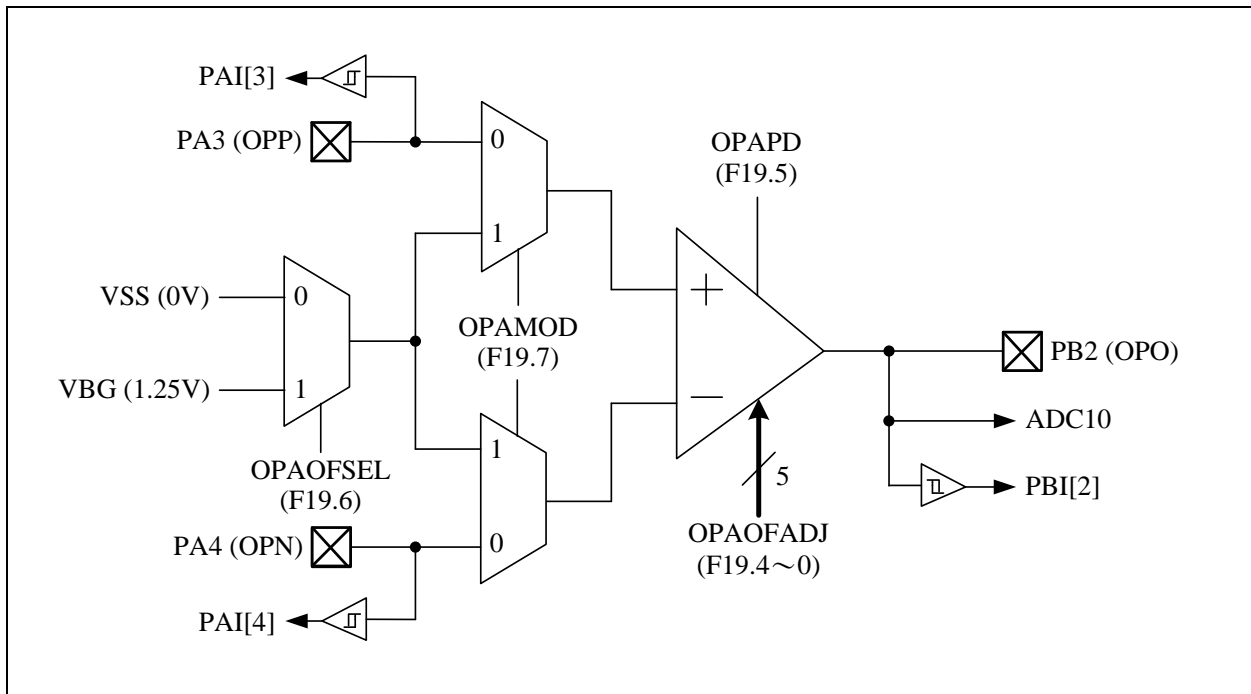 PAI[3]
PA3 (OPP)
0
1
OPAPD
(F19.5)
VSS (0V)
0
VBG (1.25V)
1
OPAMOD
(F19.7)
+
−
PB2 (OPO)
ADC10
PBI[2]
OPAOFSEL
(F19.6)
1
0
5
OPAOFADJ
(F19.4~0)
PA4 (OPN)
PAI[4]